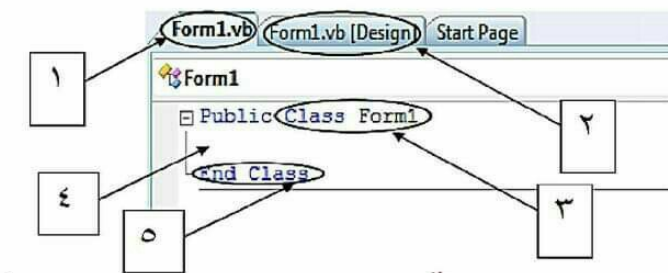 Form1.vb Form1.vb [Design] Start Page
١
Form1
Public Class Form1
٢
٤
End Class
٣
٥